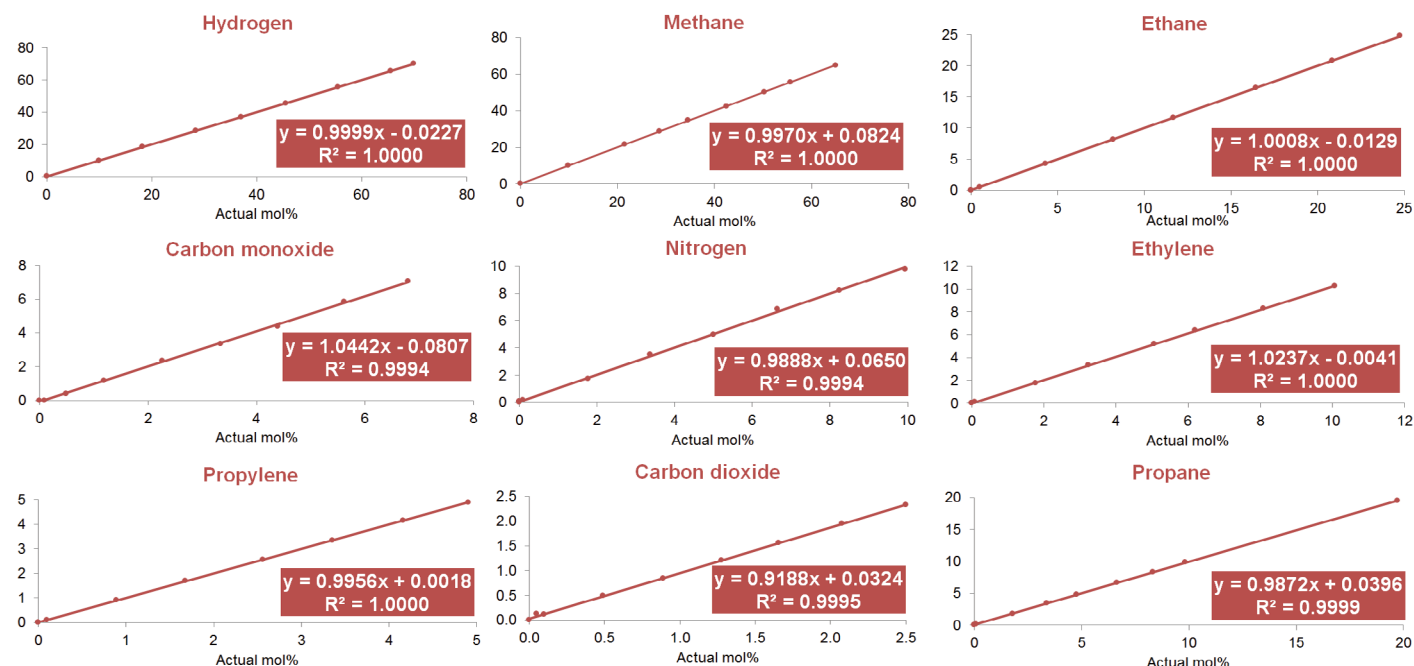 Hydrogen
80
60
40
20
0
y = 0.9999x - 0.0227
R² = 1.0000
0 20 40 60 80
Actual mol%
Methane
80
60
40
20
0
y = 0.9970x + 0.0824
R² = 1.0000
0 20 40 60 80
Actual mol%
Ethane
25
20
15
10
5
0
y = 1.0008x - 0.0129
R² = 1.0000
0 5 10 15 20 25
Actual mol%
Carbon monoxide
8
6
4
2
0
y = 1.0442x - 0.0807
R² = 0.9994
0 2 4 6 8
Actual mol%
Nitrogen
10
8
6
4
2
0
y = 0.9888x + 0.0650
R² = 0.9994
0 2 4 6 8 10
Actual mol%
Ethylene
12
10
8
6
4
2
0
y = 1.0237x - 0.0041
R² = 1.0000
0 2 4 6 8 10 12
Actual mol%
Propylene
5
4
3
2
1
0
y = 0.9956x + 0.0018
R² = 1.0000
0 1 2 3 4 5
Actual mol%
Carbon dioxide
2.5
2.0
1.5
1.0
0.5
0.0
y = 0.9188x + 0.0324
R² = 0.9995
0.0 0.5 1.0 1.5 2.0 2.5
Actual mol%
Propane
20
15
10
5
0
y = 0.9872x + 0.0396
R² = 0.9999
0 5 10 15 20
Actual mol%